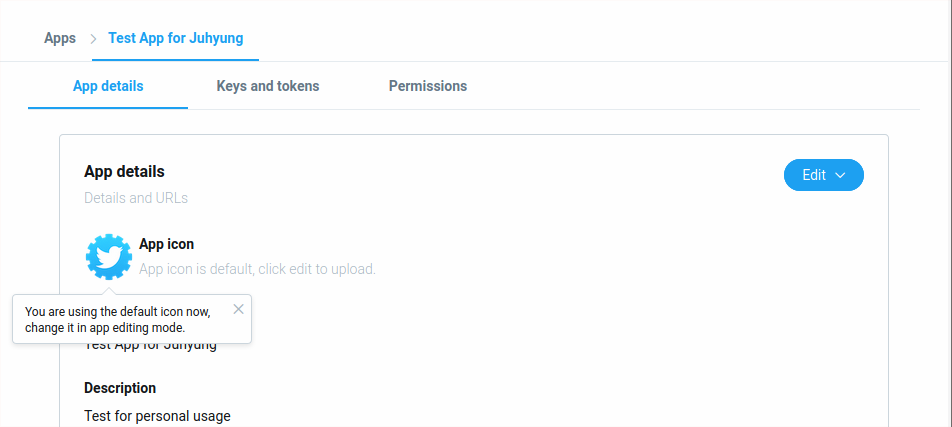 Apps
Test App for Juhyung
App details
Keys and tokens
Permissions
App details
Edit
Details and URLs
App icon
App icon is default, click edit to upload.
You are using the default icon now,
change it in app editing mode.
Test App for Juhyung
Description
Test for personal usage